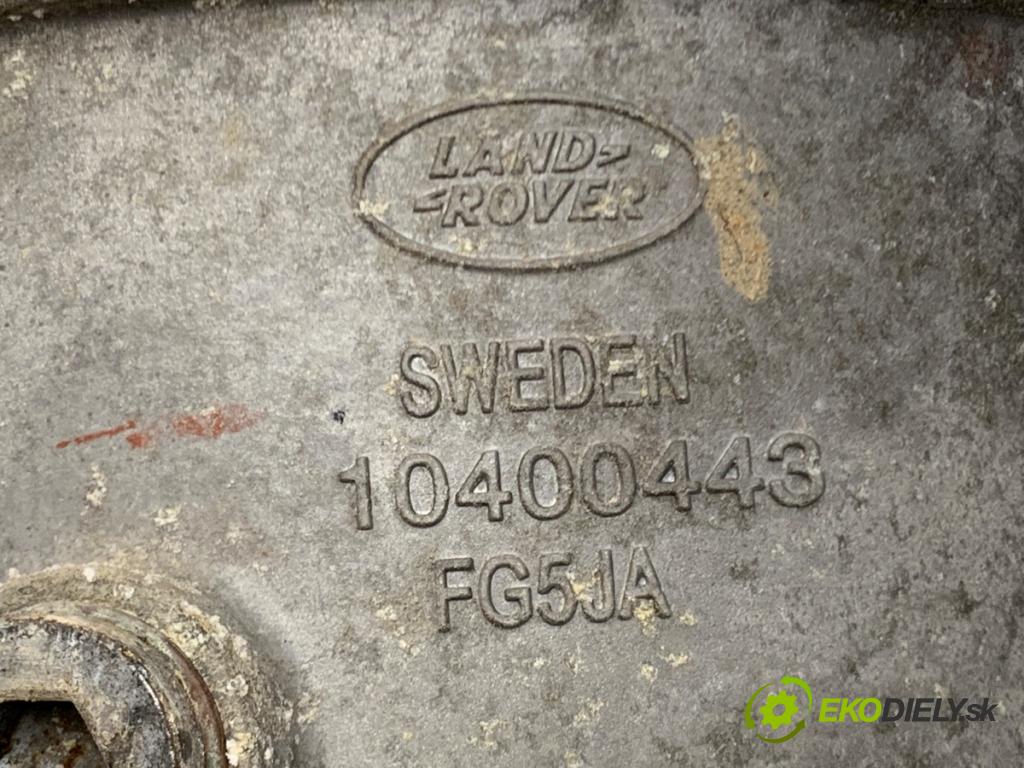 LAND
ROVER
SWEDEN
10400443
FG5JA
EKODIELY.sk